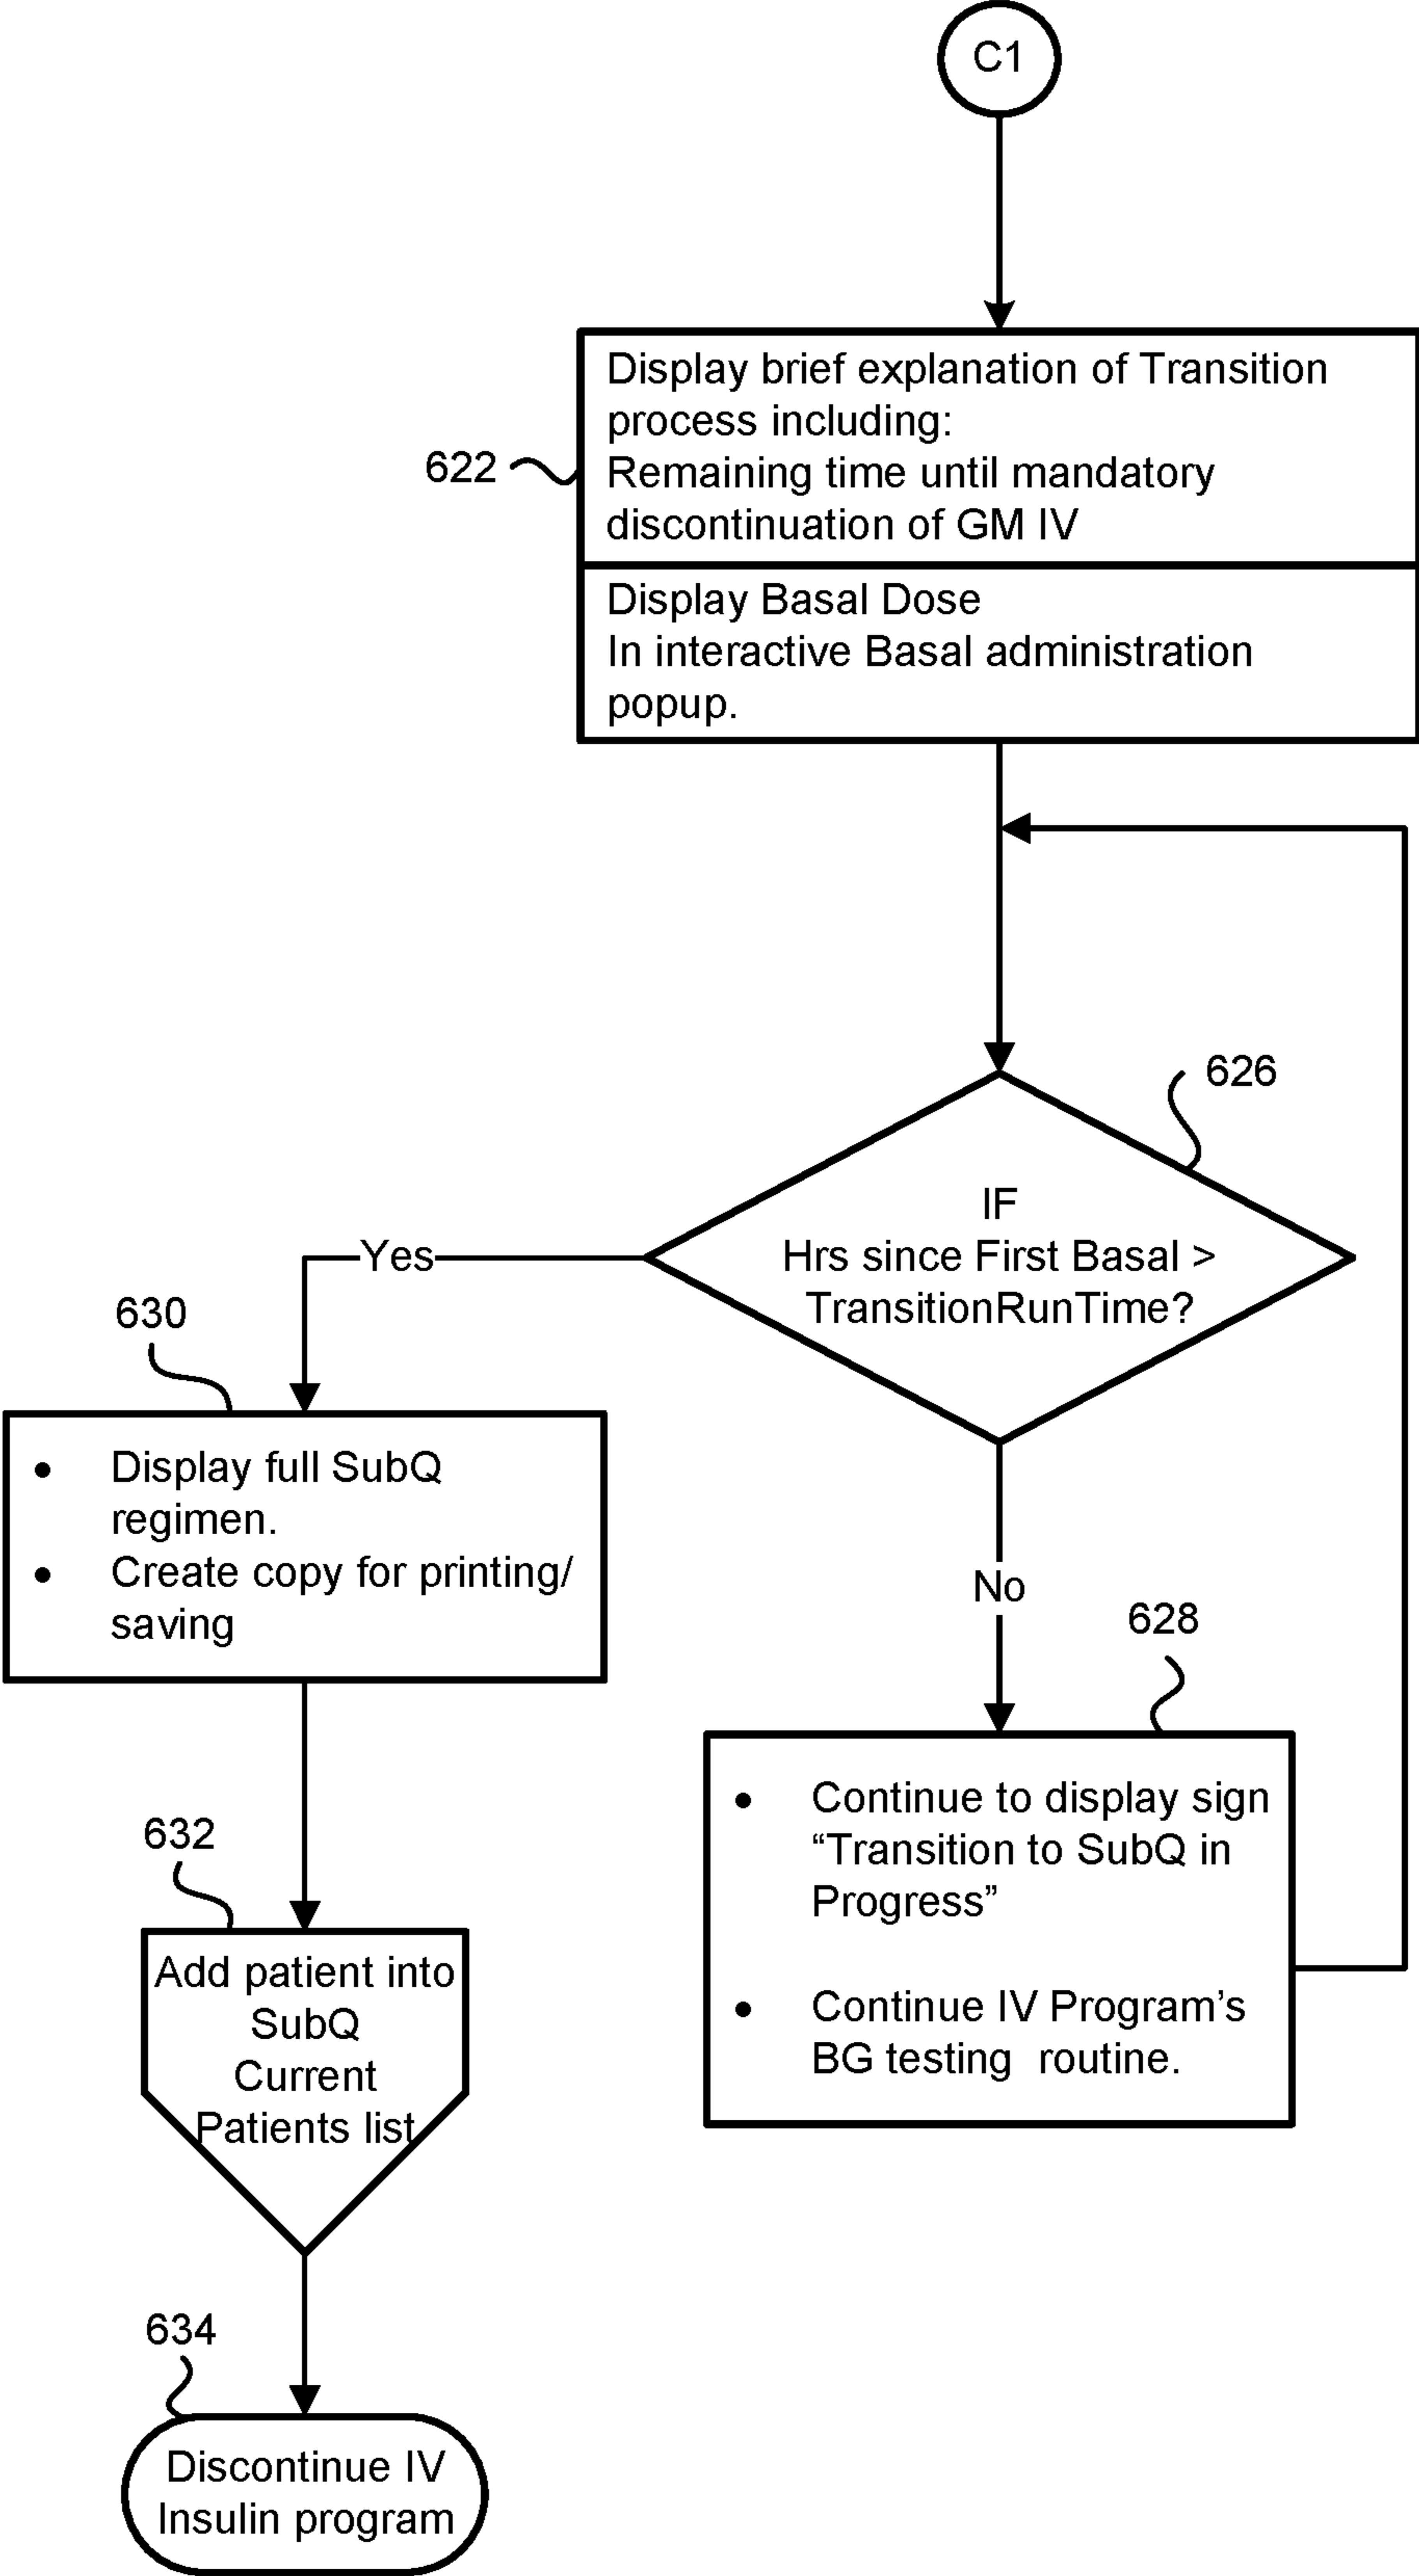 C1
Display brief explanation of Transition
process including:
Remaining time until mandatory
discontinuation of GM IV
622
Display Basal Dose
In interactive Basal administration
popup.
626
IF
Hrs since First Basal >
TransitionRunTime?
Yes
630
• Display full SubQ
regimen.
• Create copy for printing/
saving
No
628
• Continue to display sign
“Transition to SubQ in
Progress”
• Continue IV Program’s
BG testing  routine.
632
Add patient into
SubQ
Current
Patients list
634
Discontinue IV
Insulin program